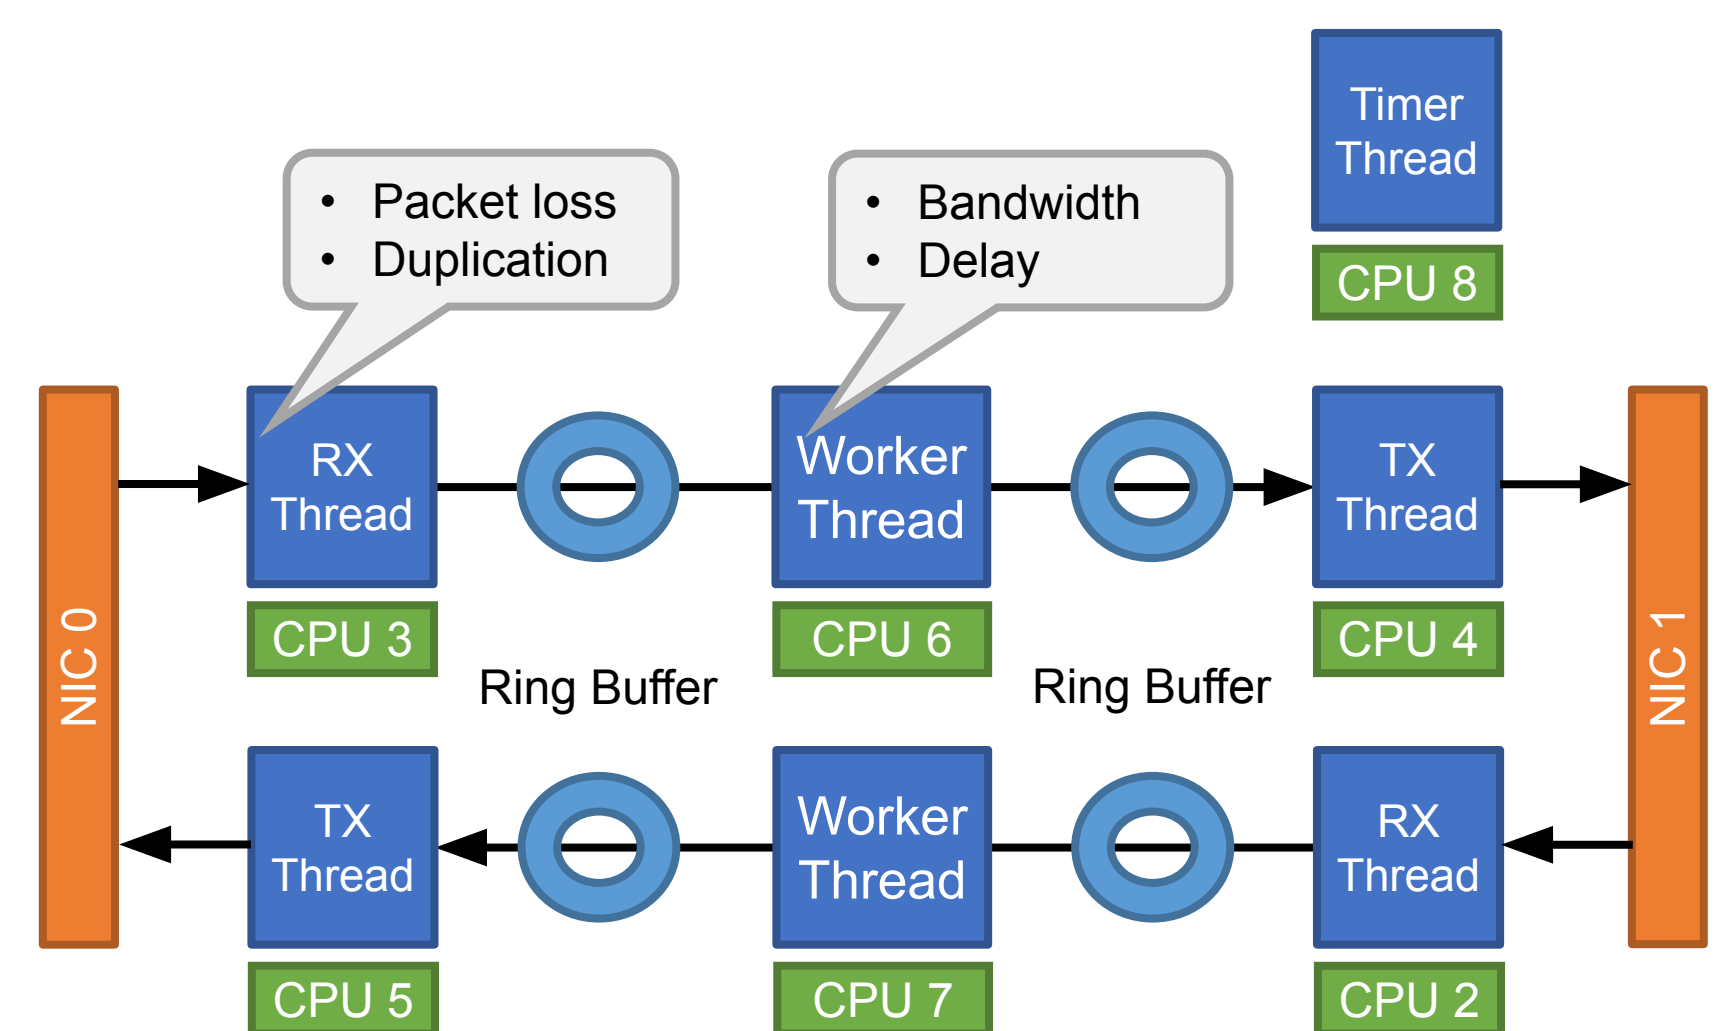 Timer
Thread
CPU 8
• Packet loss
• Duplication
• Bandwidth
• Delay
NIC 0
RX
Thread
CPU 3
Worker
Thread
CPU 6
TX
Thread
CPU 4
NIC 1
Ring Buffer
Ring Buffer
TX
Thread
CPU 5
Worker
Thread
CPU 7
RX
Thread
CPU 2